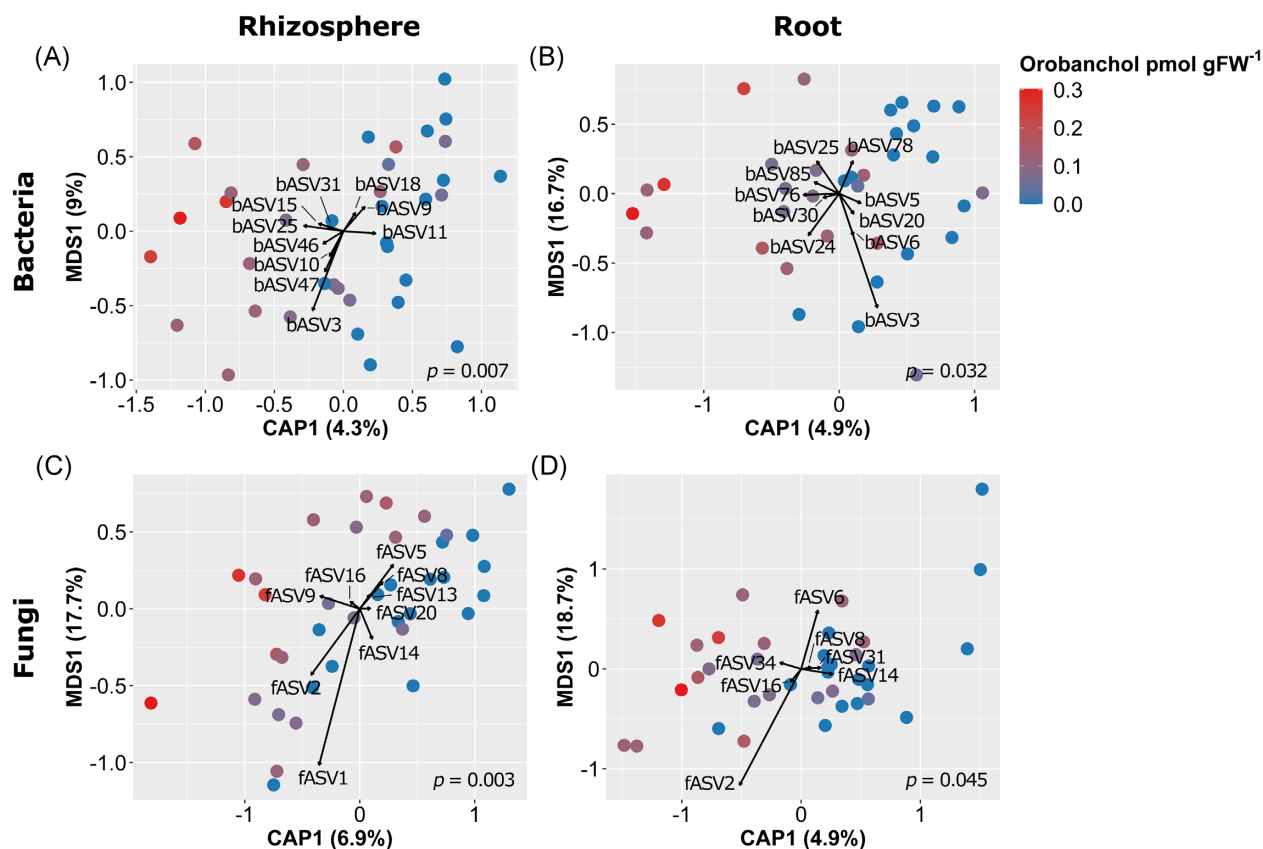 Rhizosphere
Root
(A)
(B)
Orobanchol pmol gFW-1
0.3
0.2
0.1
0.0
Bacteria
MDS1 (9%)
1.0
0.5
0.0
-0.5
-1.0
bASV31
bASV18
bASV15
bASV9
bASV25
bASV11
bASV46
bASV10
bASV47
bASV3
p = 0.007
-1.5
-1.0
-0.5
0.0
0.5
1.0
CAP1 (4.3%)
MDS1 (16.7%)
0.5
0.0
-0.5
-1.0
bASV25
bASV78
bASV85
bASV76
bASV5
bASV30
bASV20
bASV24
bASV6
bASV3
p = 0.032
-1
0
1
CAP1 (4.9%)
(C)
(D)
Fungi
MDS1 (17.7%)
0.5
0.0
-0.5
-1.0
fASV5
fASV16
fASV8
fASV9
fASV13
fASV20
fASV14
fASV2
fASV1
p = 0.003
-1
0
1
CAP1 (6.9%)
MDS1 (18.7%)
1
0
-1
fASV6
fASV8
fASV34
fASV31
fASV16
fASV14
fASV2
p = 0.045
-1
0
1
CAP1 (4.9%)